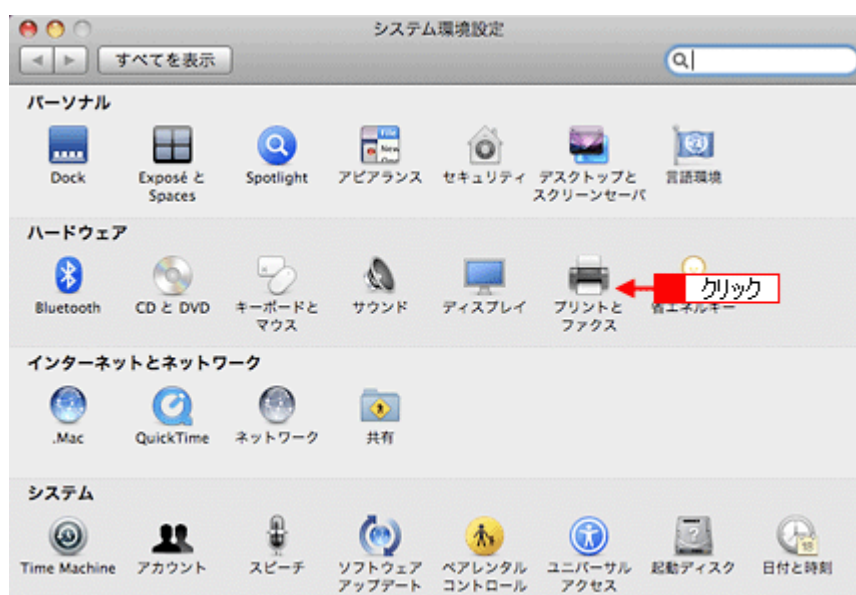 システム環境設定
すべてを表示
パーソナル
Dock
Exposé と
Spaces
Spotlight
アピアランス
セキュリティ
デスクトップと
スクリーンセーバ
言語環境
ハードウェア
Bluetooth
CD と DVD
キーボードと
マウス
サウンド
ディスプレイ
プリントと
ファクス
クリック
省エネルギー
インターネットとネットワーク
.Mac
QuickTime
ネットワーク
共有
システム
Time Machine
アカウント
スピーチ
ソフトウェア
アップデート
ペアレンタル
コントロール
ユニバーサル
アクセス
起動ディスク
日付と時刻